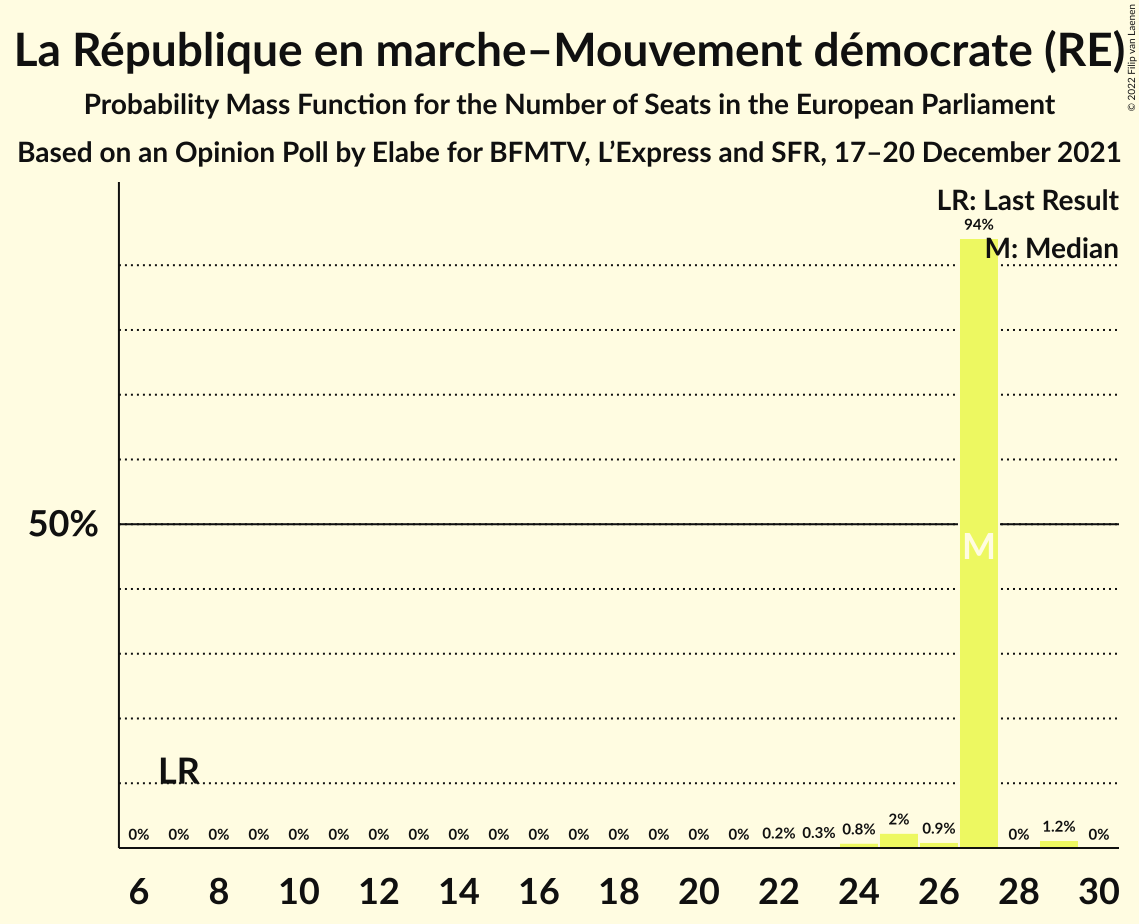 La République en marche–Mouvement démocrate (RE)
© 2022 Filip van Laenen
Probability Mass Function for the Number of Seats in the European Parliament
Based on an Opinion Poll by Elabe for BFMTV, L’Express and SFR, 17–20 December 2021
LR: Last Result
94%
M: Median
50%
M
LR
0% 0% 0% 0% 0% 0% 0% 0% 0% 0% 0% 0% 0% 0% 0% 0% 0.2% 0.3% 0.8% 2% 0.9% 0% 1.2% 0%
6 8 10 12 14 16 18 20 22 24 26 28 30